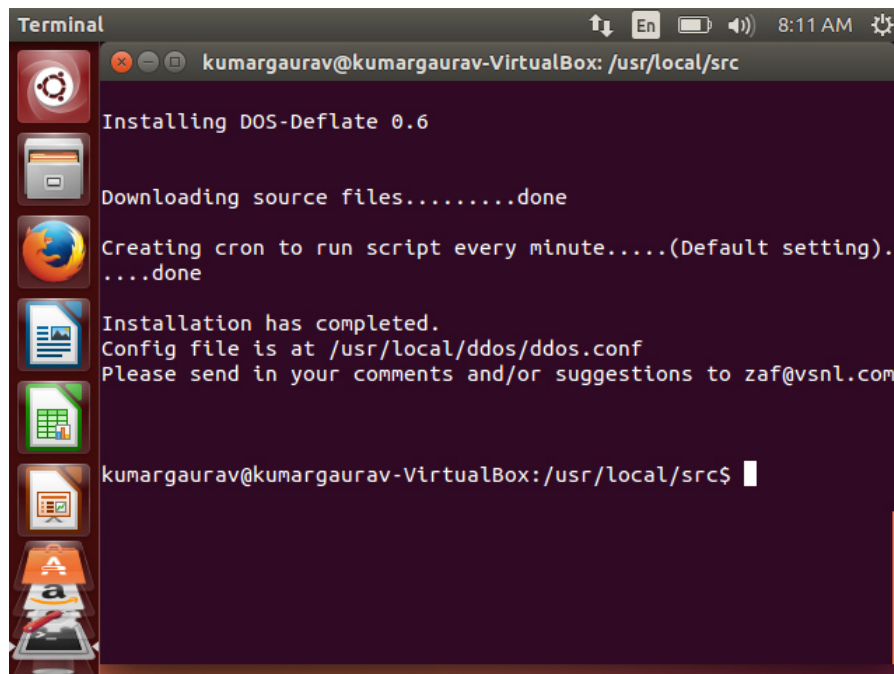 Terminal
En
8:11 AM
kumargaurav@kumargaurav-VirtualBox: /usr/local/src
Installing DOS-Deflate 0.6
Downloading source files.........done
Creating cron to run script every minute.....(Default setting).
....done
Installation has completed.
Config file is at /usr/local/ddos/ddos.conf
Please send in your comments and/or suggestions to zaf@vsnl.com
kumargaurav@kumargaurav-VirtualBox:/usr/local/src$